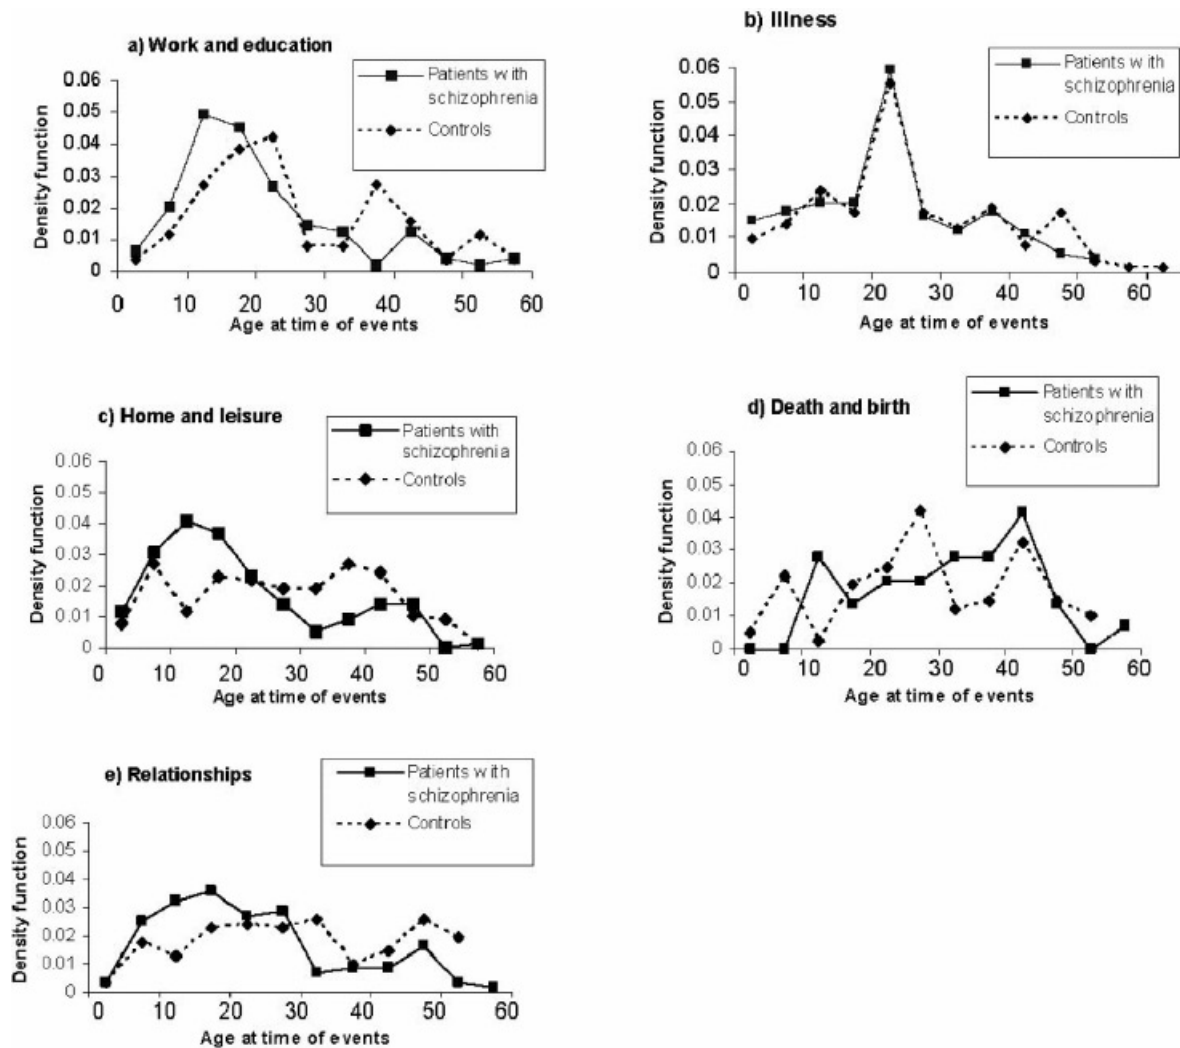 a) Work and education
Patients with
schizophrenia
Controls
Density function
0.06
0.05
0.04
0.03
0.02
0.01
0
0 10 20 30 40 50 60
Age at time of events
b) Illness
Patients with
schizophrenia
Controls
Density function
0.06
0.05
0.04
0.03
0.02
0.01
0
0 10 20 30 40 50 60
Age at time of events
c) Home and leisure
Patients with
schizophrenia
Controls
Density function
0.06
0.05
0.04
0.03
0.02
0.01
0
0 10 20 30 40 50 60
Age at time of events
d) Death and birth
Patients with
schizophrenia
Controls
Density function
0.06
0.05
0.04
0.03
0.02
0.01
0
0 10 20 30 40 50 60
Age at time of events
e) Relationships
Patients with
schizophrenia
Controls
Density function
0.06
0.05
0.04
0.03
0.02
0.01
0
0 10 20 30 40 50 60
Age at time of events